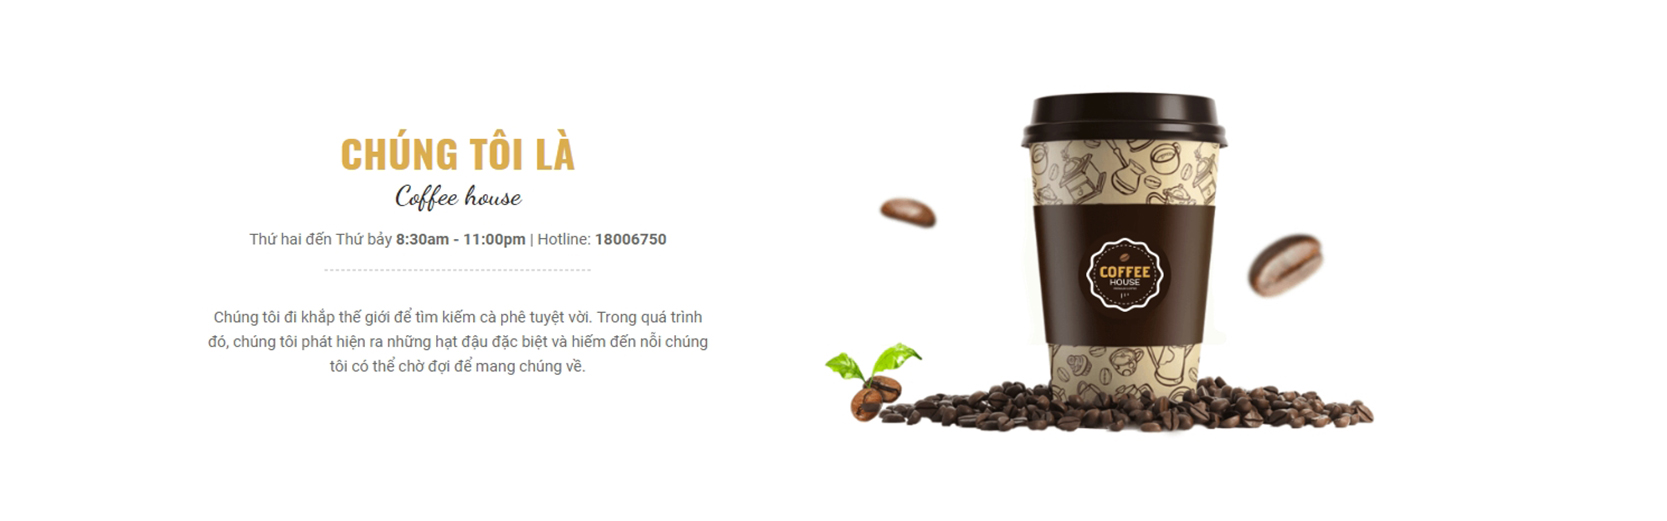 CHÚNG TÔI LÀ
Coffee house
Thứ hai đến Thứ bảy 8:30am - 11:00pm | Hotline: 18006750
Chúng tôi đi khắp thế giới để tìm kiếm cà phê tuyệt vời. Trong quá trình
đó, chúng tôi phát hiện ra những hạt đậu đặc biệt và hiếm đến nỗi chúng
tôi có thể chờ đợi để mang chúng về.
COFFEE
HOUSE